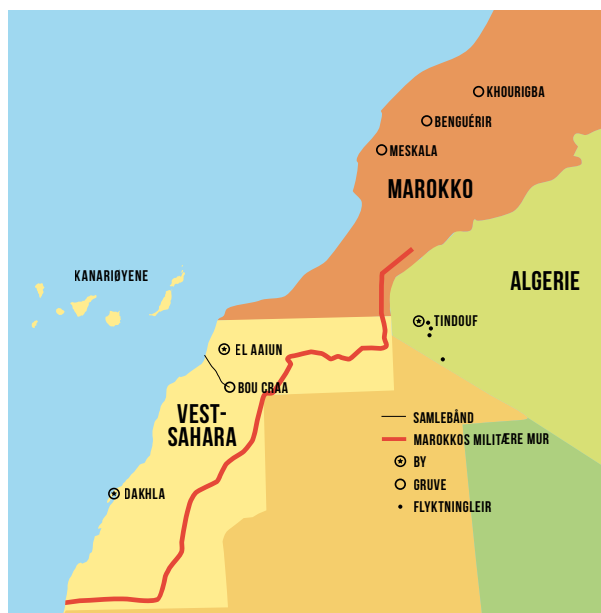 KHOURIGBA
BENGUÉRIR
MESKALA
MAROKKO
KANARIØYENE
ALGERIE
TINDOUF
EL AAIUN
BOU CRAA
VEST-
SAHARA
DAKHLA
SAMLEBÅND
MAROKKOS MILITÆRE MUR
BY
GRUVE
FLYKTNINGLEIR